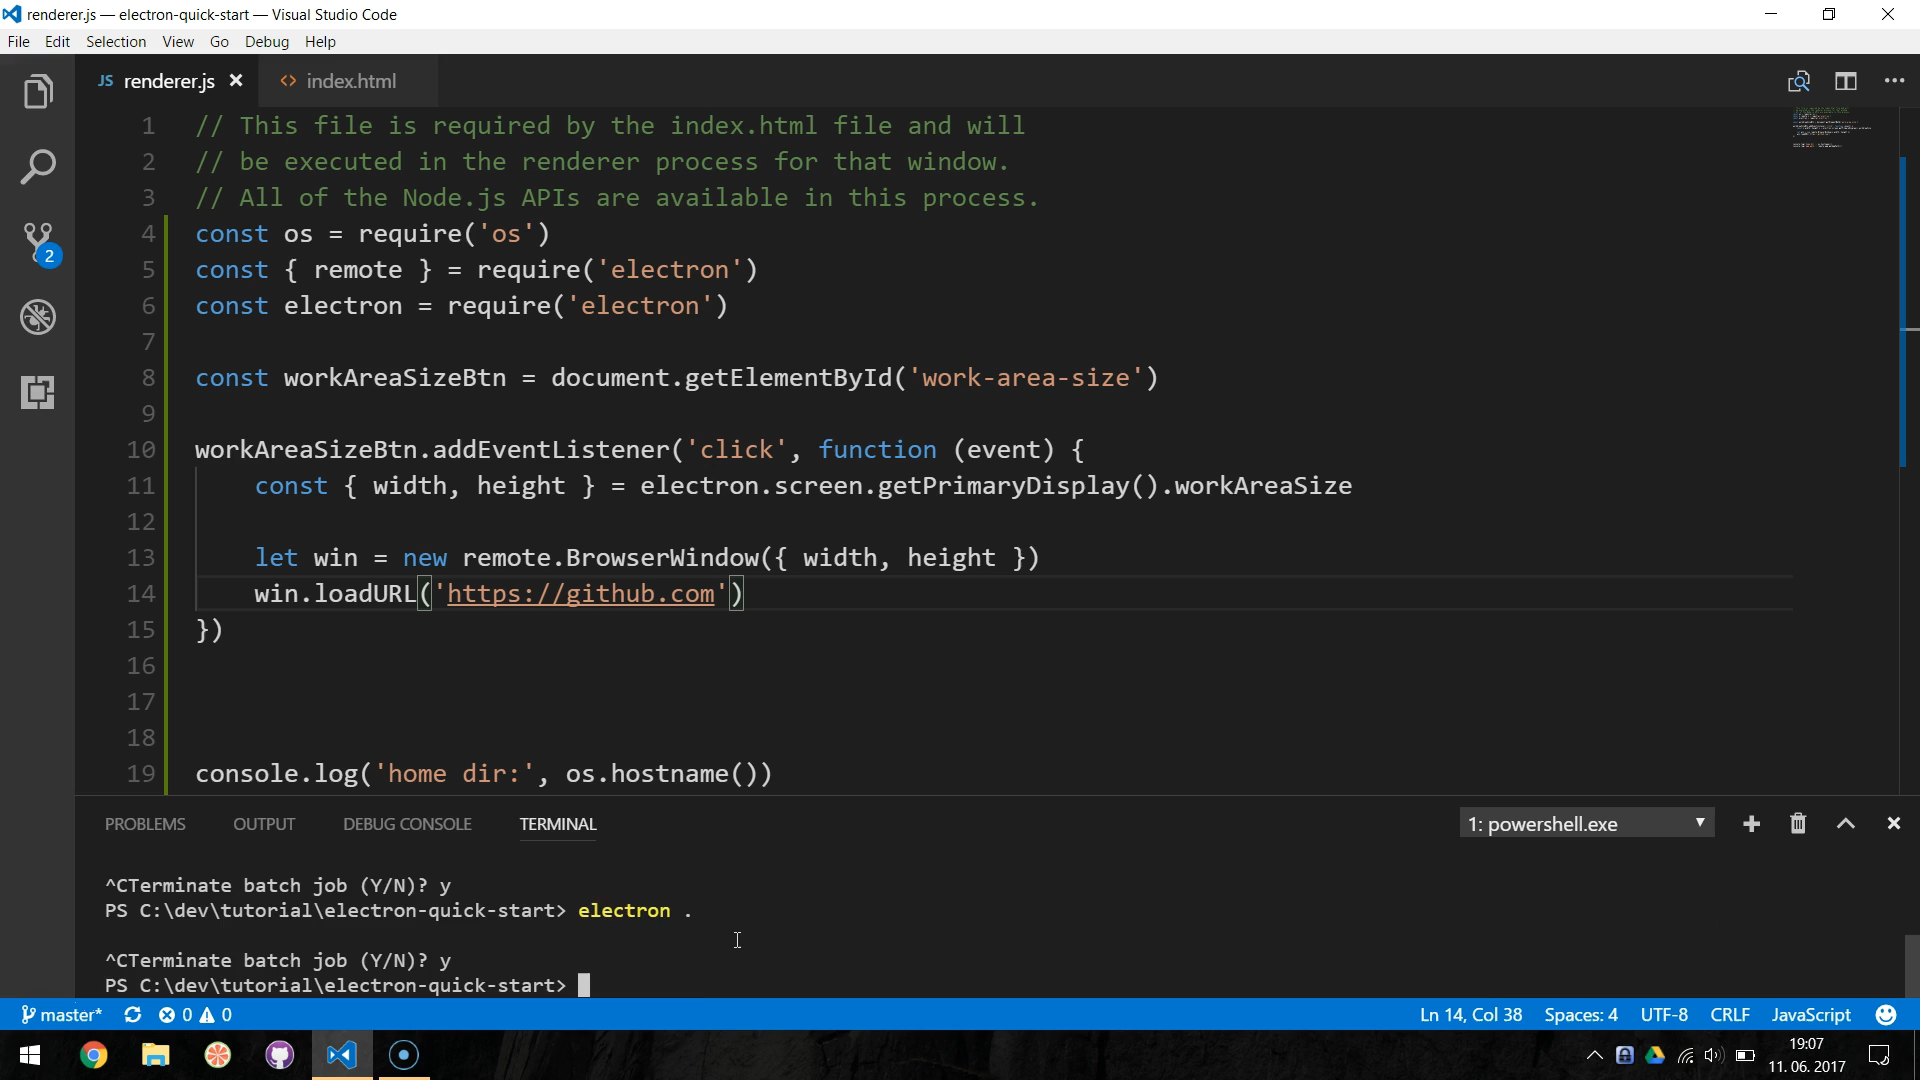 renderer.js — electron-quick-start — Visual Studio Code
File Edit Selection View Go Debug Help
JS renderer.js × <> index.html
1 // This file is required by the index.html file and will
2 // be executed in the renderer process for that window.
3 // All of the Node.js APIs are available in this process.
4 const os = require('os')
5 const { remote } = require('electron')
6 const electron = require('electron')
7
8 const workAreaSizeBtn = document.getElementById('work-area-size')
9
10 workAreaSizeBtn.addEventListener('click', function (event) {
11     const { width, height } = electron.screen.getPrimaryDisplay().workAreaSize
12
13     let win = new remote.BrowserWindow({ width, height })
14     win.loadURL('https://github.com')
15 })
16
17
18
19 console.log('home dir:', os.hostname())
2
PROBLEMS OUTPUT DEBUG CONSOLE TERMINAL 1: powershell.exe
^CTerminate batch job (Y/N)? y
PS C:\dev\tutorial\electron-quick-start> electron .
^CTerminate batch job (Y/N)? y
PS C:\dev\tutorial\electron-quick-start>
master* 0 0 Ln 14, Col 38 Spaces: 4 UTF-8 CRLF JavaScript
19:07
11. 06. 2017